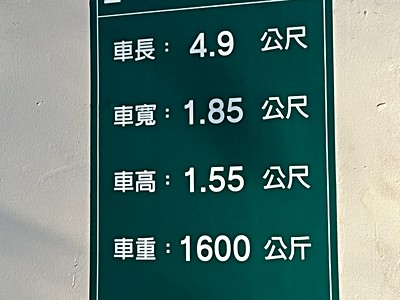 車長：4.9 公尺
車寬：1.85 公尺
車高：1.55 公尺
車重：1600 公斤